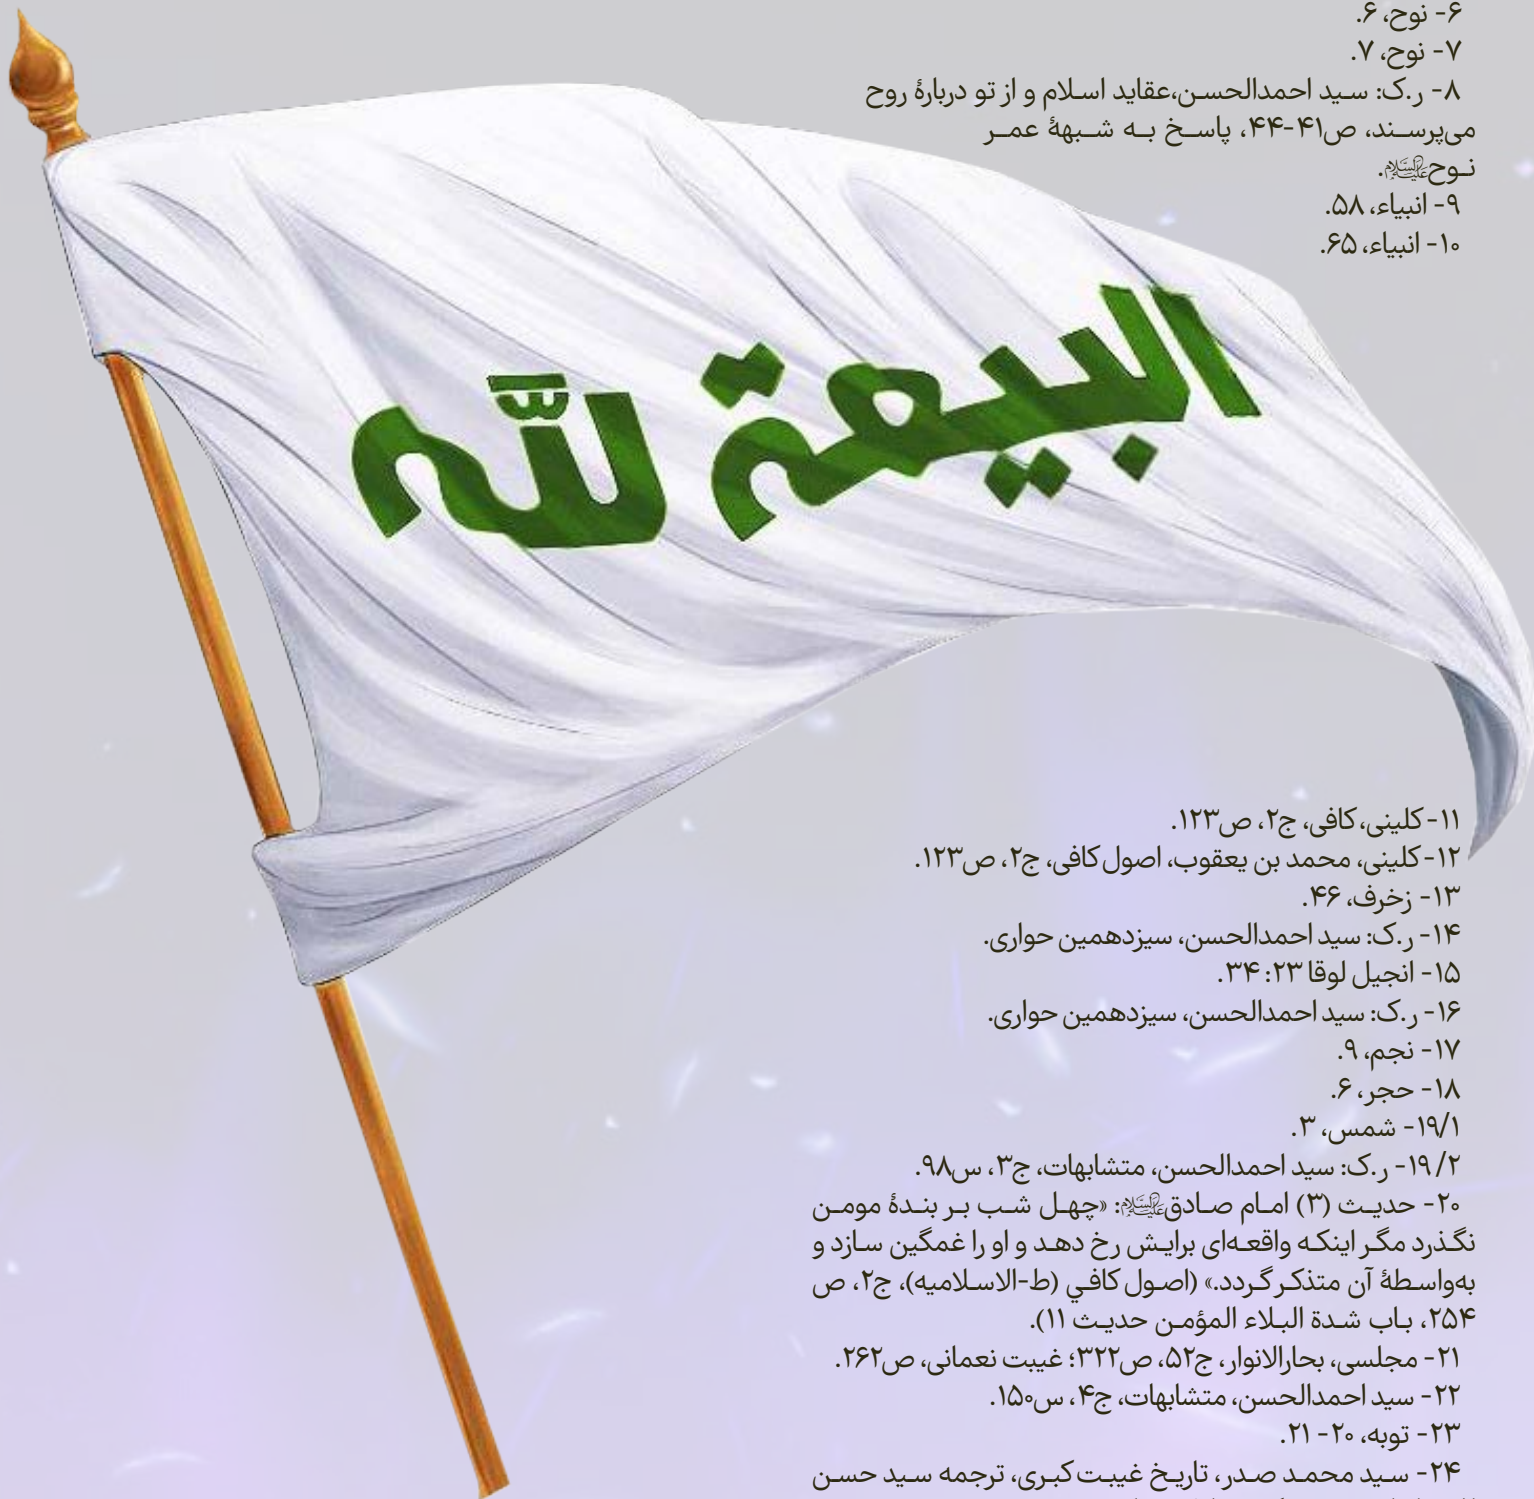 ۶- نوح، ۶.
۷- نوح، ۷.
۸- ر.ک: سید احمدالحسن،عقاید اسلام و از تو دربارهٔ روح
می‌پرسند، ص۴۱-۴۴، پاسخ به شبههٔ عمر
نوح علیه‌السلام.
۹- انبیاء، ۵۸.
۱۰- انبیاء، ۶۵.
البيعة لله
۱۱- کلینی، کافی، ج۲، ص۱۲۳.
۱۲- کلینی، محمد بن یعقوب، اصول کافی، ج۲، ص۱۲۳.
۱۳- زخرف، ۴۶.
۱۴- ر.ک: سید احمدالحسن، سیزدهمین حواری.
۱۵- انجیل لوقا ۲۳: ۳۴.
۱۶- ر.ک: سید احمدالحسن، سیزدهمین حواری.
۱۷- نجم، ۹.
۱۸- حجر، ۶.
۱۹/۱- شمس، ۳.
۱۹/۲- ر.ک: سید احمدالحسن، متشابهات، ج۳، س۹۸.
۲۰- حدیث (۳) امام صادق علیه‌السلام: «چهل شب بر بندهٔ مومن
نگذرد مگر اینکه واقعه‌ای برایش رخ دهد و او را غمگین سازد و
به‌واسطهٔ آن متذکر گردد.» (اصول کافي (ط-الاسلامیه)، ج۲، ص
۲۵۴، باب شدة البلاء المؤمن حدیث ۱۱).
۲۱- مجلسی، بحارالانوار، ج۵۲، ص۳۲۲؛ غیبت نعمانی، ص۲۶۲.
۲۲- سید احمدالحسن، متشابهات، ج۴، س۱۵۰.
۲۳- توبه، ۲۰- ۲۱.
۲۴- سید محمد صدر، تاریخ غیبت کبری، ترجمه سید حسن